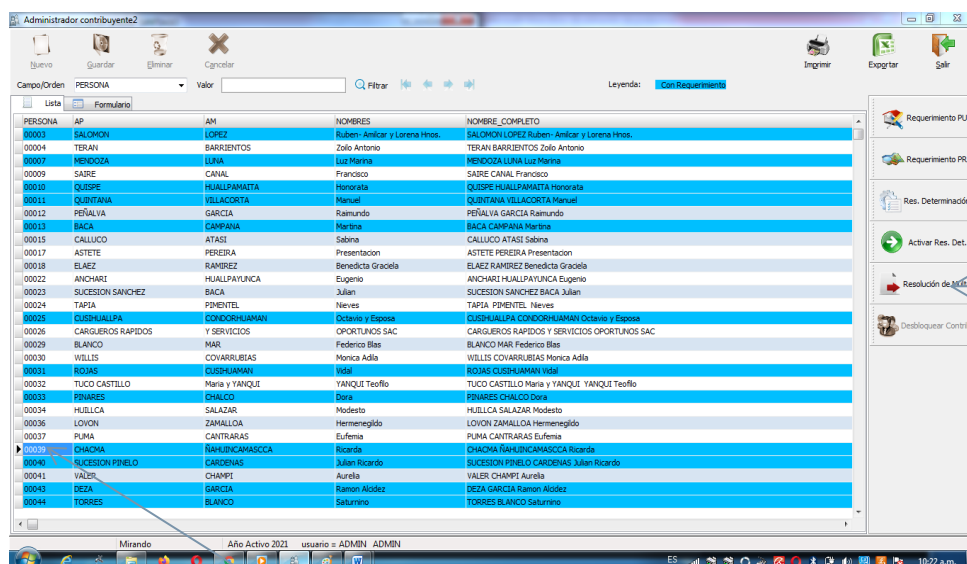 Administrador contribuyente2
Nuevo Guardar Eliminar Cancelar Imprimir Exportar Salir
Campo/Orden PERSONA Valor Filtrar Leyenda: Con Requerimiento
Lista Formulario
PERSONA AP AM NOMBRES NOMBRE_COMPLETO
00003 SALOMON LOPEZ Ruben- Amilcar y Lorena Hnos. SALOMON LOPEZ Ruben- Amilcar y Lorena Hnos.
00004 TERAN BARRIENTOS Zoilo Antonio TERAN BARRIENTOS Zoilo Antonio
00007 MENDOZA LUNA Luz Marina MENDOZA LUNA Luz Marina
00009 SAIRE CANAL Francisco SAIRE CANAL Francisco
00010 QUISPE HUALLPAMAITA Honorata QUISPE HUALLPAMAITA Honorata
00011 QUINTANA VILLACORTA Manuel QUINTANA VILLACORTA Manuel
00012 PEÑALVA GARCIA Raimundo PEÑALVA GARCIA Raimundo
00013 BACA CAMPANA Martina BACA CAMPANA Martina
00015 CALLUCO ATASI Sabina CALLUCO ATASI Sabina
00017 ASTETE PEREIRA Presentacion ASTETE PEREIRA Presentacion
00018 ELAEZ RAMIREZ Benedicta Graciela ELAEZ RAMIREZ Benedicta Graciela
00022 ANCHARI HUALLPAYUNCA Eugenio ANCHARI HUALLPAYUNCA Eugenio
00023 SUCESION SANCHEZ BACA Julian SUCESION SANCHEZ BACA Julian
00024 TAPIA PIMENTEL Nieves TAPIA PIMENTEL Nieves
00025 CUSIHUALLPA CONDORHUAMAN Octavio y Esposa CUSIHUALLPA CONDORHUAMAN Octavio y Esposa
00026 CARGUEROS RAPIDOS Y SERVICIOS OPORTUNOS SAC CARGUEROS RAPIDOS Y SERVICIOS OPORTUNOS SAC
00029 BLANCO MAR Federico Blas BLANCO MAR Federico Blas
00030 WILLIS COVARRUBIAS Monica Adila WILLIS COVARRUBIAS Monica Adila
00031 ROJAS CUSIHUAMAN Vidal ROJAS CUSIHUAMAN Vidal
00032 TUCO CASTILLO Maria y YANQUI YANQUI Teofilo TUCO CASTILLO Maria y YANQUI YANQUI Teofilo
00033 PINARES CHALCO Dora PINARES CHALCO Dora
00034 HUILLCA SALAZAR Modesto HUILLCA SALAZAR Modesto
00036 LOVON ZAMALLOA Hermenegildo LOVON ZAMALLOA Hermenegildo
00037 PUMA CANTRARAS Eufemia PUMA CANTRARAS Eufemia
00039 CHACMA ÑAHUINCAMASCCA Ricarda CHACMA ÑAHUINCAMASCCA Ricarda
00040 SUCESION PINELO CARDENAS Julian Ricardo SUCESION PINELO CARDENAS Julian Ricardo
00041 VALER CHAMPI Aurelia VALER CHAMPI Aurelia
00043 DEZA GARCIA Ramon Alcidez DEZA GARCIA Ramon Alcidez
00044 TORRES BLANCO Saturnino TORRES BLANCO Saturnino
Requerimiento PU
Requerimiento PR
Res. Determinación
Activar Res. Det.
Resolución de Mult
Desbloquear Contri
Mirando Año Activo 2021 usuario = ADMIN ADMIN
ES 10:22 a.m.